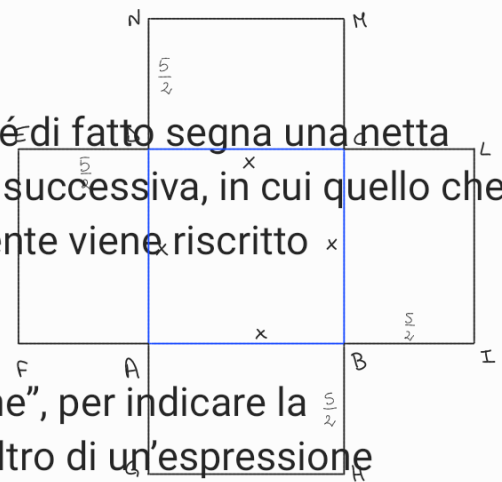 N M
5/2
E D C L
é di fatto segna una netta
5/2 x
successiva, in cui quello che
x x
ente viene riscritto
x 5/2
F A B I
ne”, per indicare la 5/2
ltro di un’espressione
G H